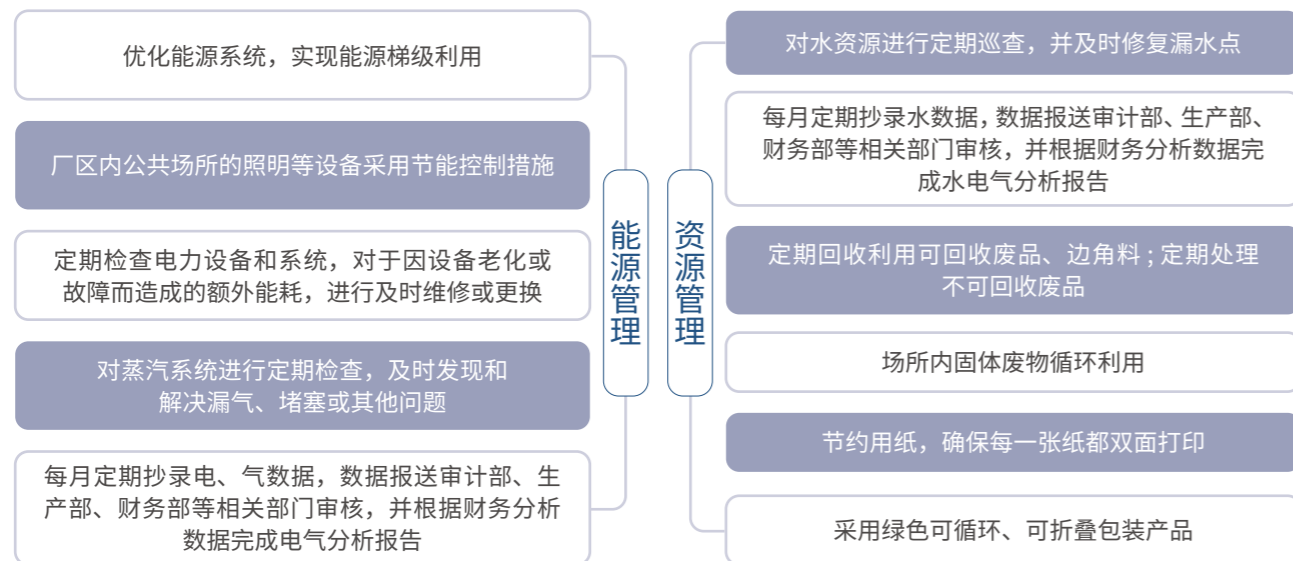 优化能源系统，实现能源梯级利用
厂区内公共场所的照明等设备采用节能控制措施
定期检查电力设备和系统，对于因设备老化或
故障而造成的额外能耗，进行及时维修或更换
对蒸汽系统进行定期检查，及时发现和
解决漏气、堵塞或其他问题
每月定期抄录电、气数据，数据报送审计部、生
产部、财务部等相关部门审核，并根据财务分析
数据完成电气分析报告
能源管理
资源管理
对水资源进行定期巡查，并及时修复漏水点
每月定期抄录水数据，数据报送审计部、生产部、
财务部等相关部门审核，并根据财务分析数据完
成水电气分析报告
定期回收利用可回收废品、边角料；定期处理
不可回收废品
场所内固体废物循环利用
节约用纸，确保每一张纸都双面打印
采用绿色可循环、可折叠包装产品